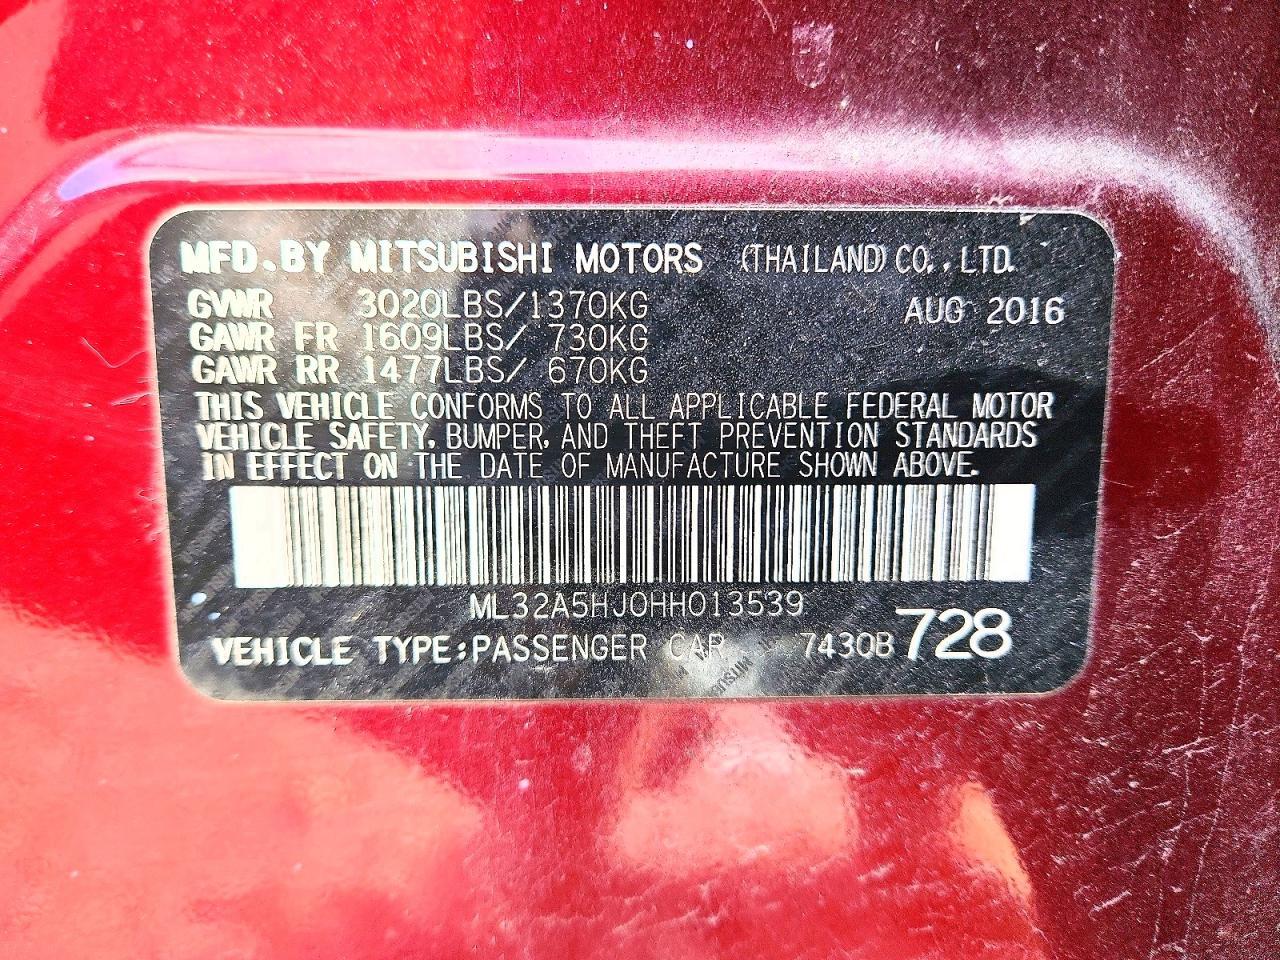 MFD.BY MITSUBISHI MOTORS (THAILAND) CO.,LTD.
GVWR 3020LBS/1370KG AUG 2016
GAWR FR 1609LBS/ 730KG
GAWR RR 1477LBS/ 670KG
THIS VEHICLE CONFORMS TO ALL APPLICABLE FEDERAL MOTOR
VEHICLE SAFETY, BUMPER, AND THEFT PREVENTION STANDARDS
IN EFFECT ON THE DATE OF MANUFACTURE SHOWN ABOVE.
ML32A5HJ0HH013539
VEHICLE TYPE:PASSENGER CAR 7430B 728